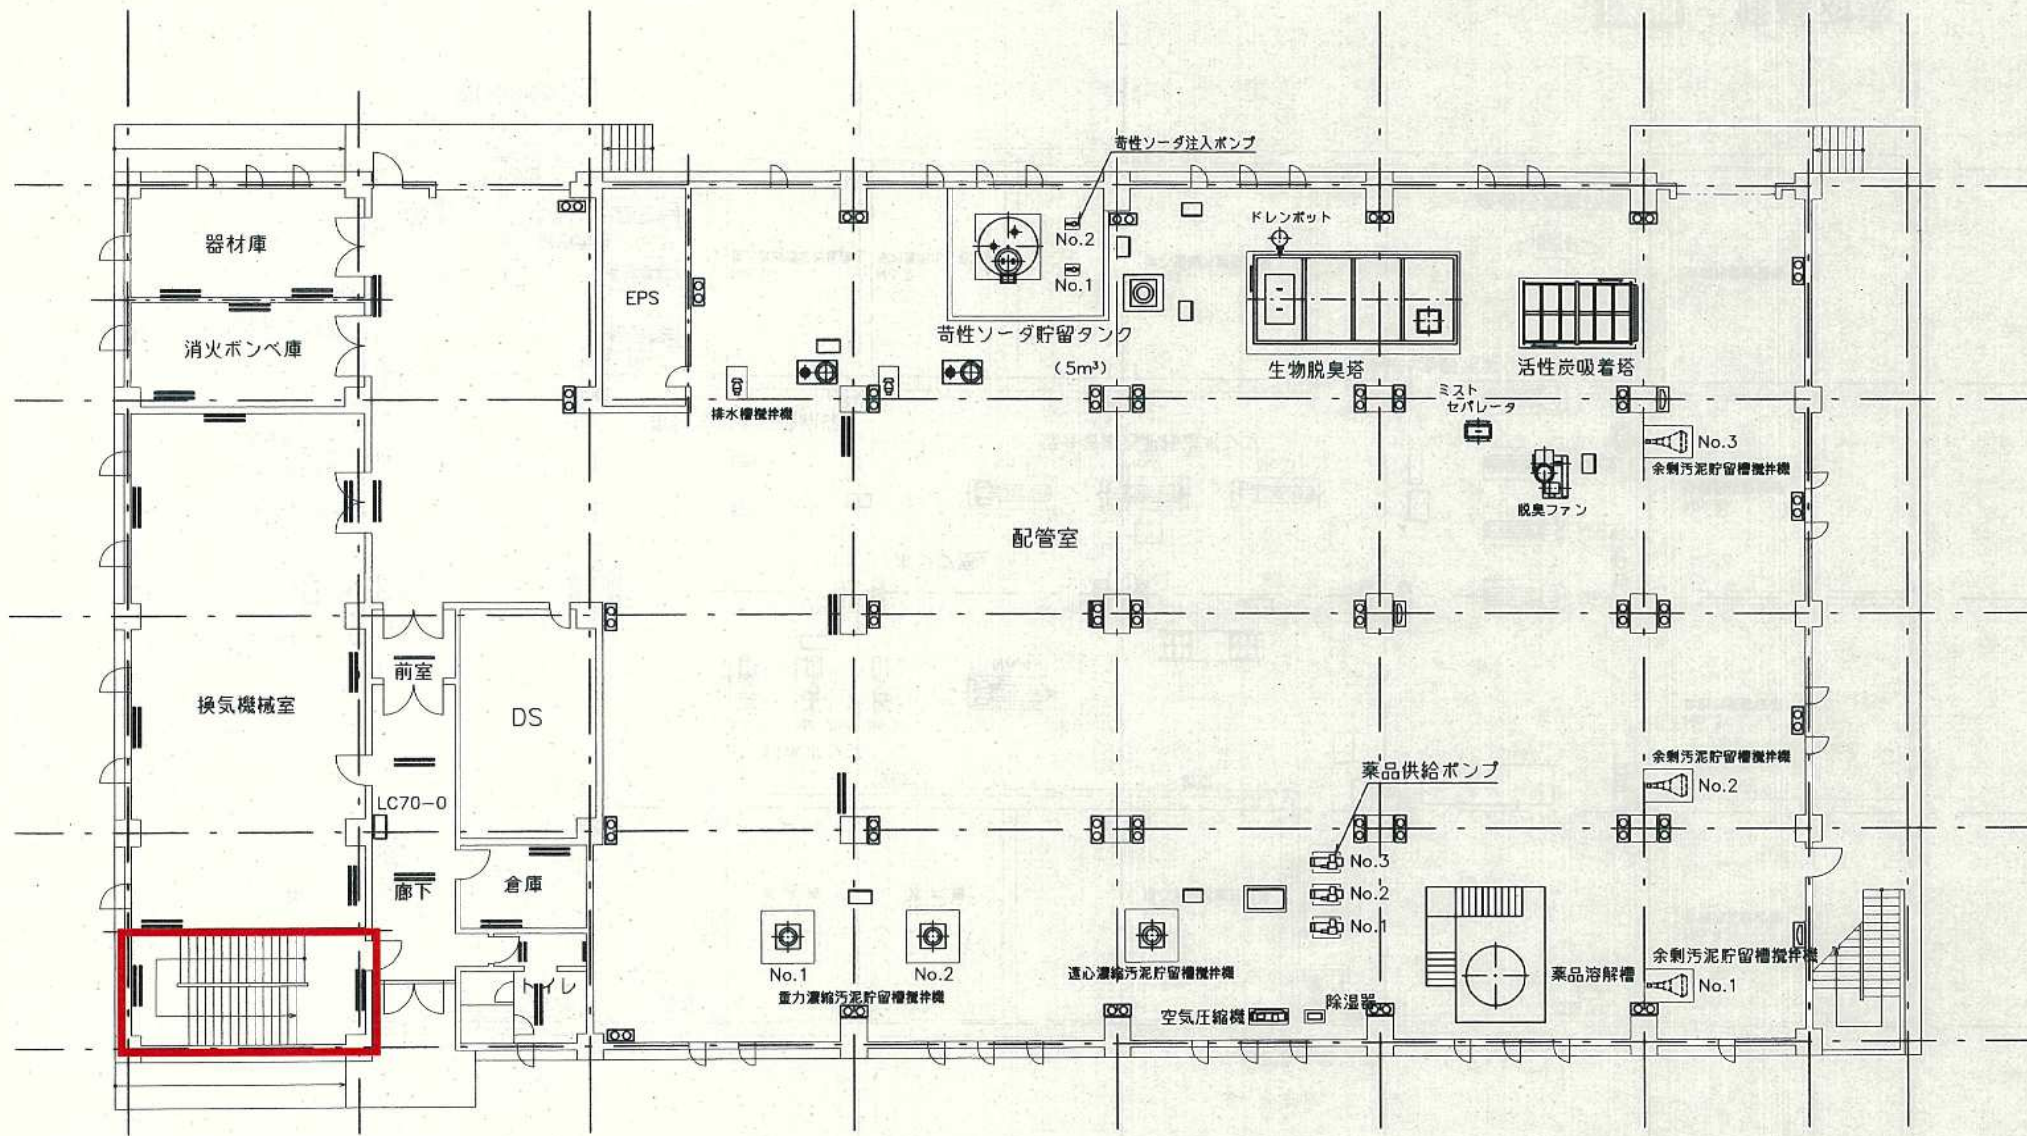 苛性ソーダ注入ポンプ
器材庫
EPS
No.2
No.1
ドレンポット
苛性ソーダ貯留タンク
(5m³)
生物脱臭塔
活性炭吸着塔
消火ボンベ庫
排水槽攪拌機
ミスト
セパレータ
No.3
余剰汚泥貯留槽攪拌機
脱臭ファン
配管室
前室
換気機械室
DS
余剰汚泥貯留槽攪拌機
No.2
薬品供給ポンプ
LC70-0
No.3
No.2
No.1
廊下
倉庫
No.1
No.2
重力濃縮汚泥貯留槽攪拌機
遠心濃縮汚泥貯留槽攪拌機
余剰汚泥貯留槽攪拌機
No.1
薬品溶解槽
トイレ
空気圧縮機
除湿器